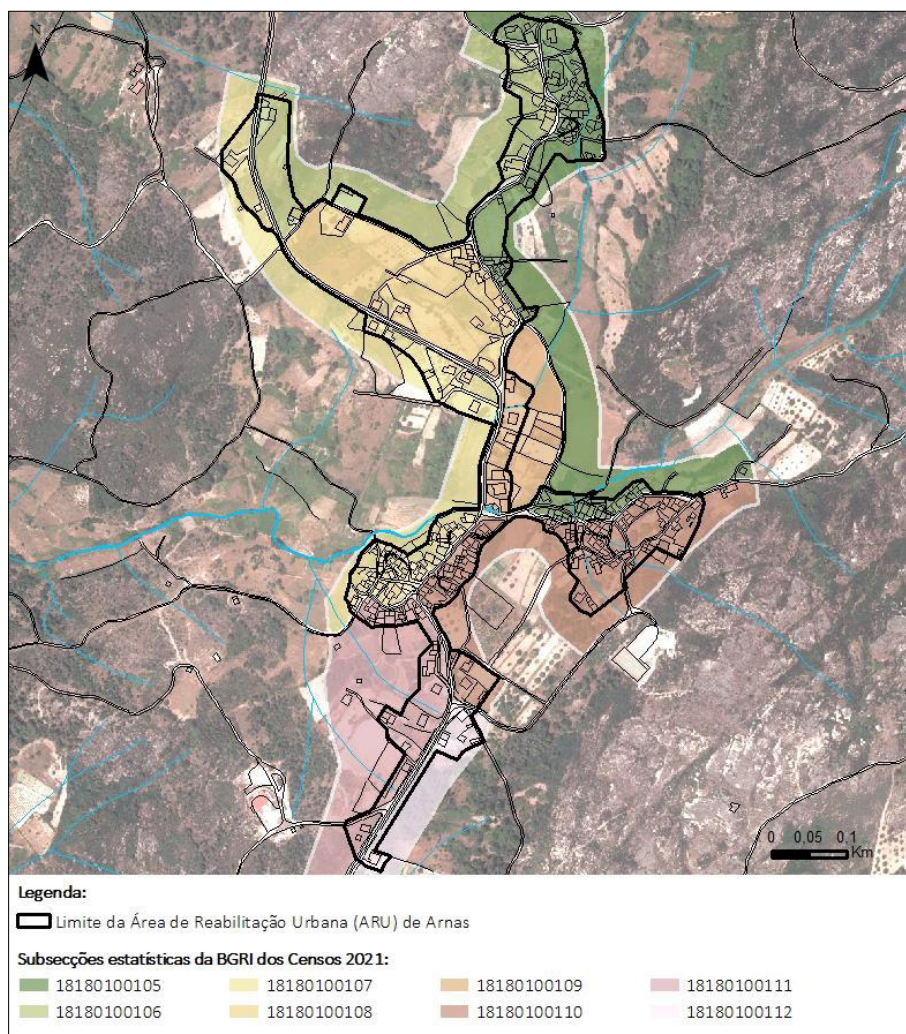 N
0 0,05 0,1
Km
Legenda:
Limite da Área de Reabilitação Urbana (ARU) de Arnas
Subsecções estatísticas da BGRI dos Censos 2021:
18180100105 18180100107 18180100109 18180100111
18180100106 18180100108 18180100110 18180100112